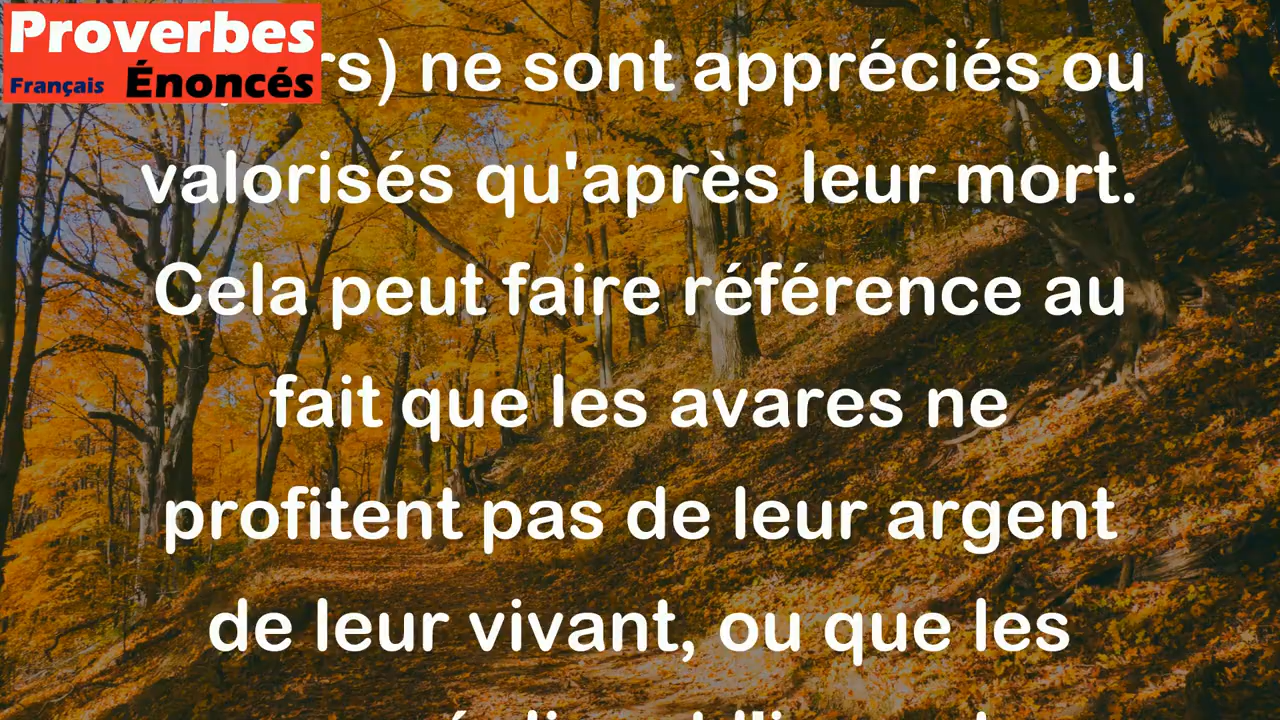 Proverbes
Français Énoncés
ne sont appréciés ou
valorisés qu'après leur mort.
Cela peut faire référence au
fait que les avares ne
profitent pas de leur argent
de leur vivant, ou que les